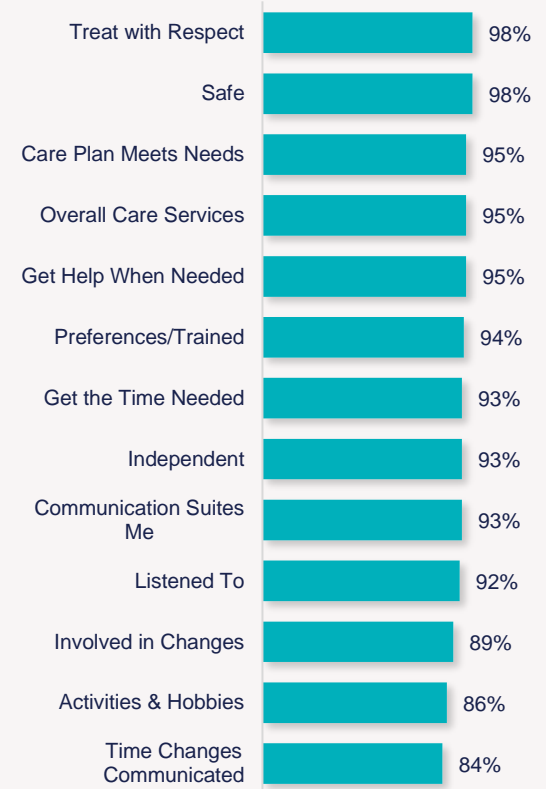 Treat with Respect 98%
Safe 98%
Care Plan Meets Needs 95%
Overall Care Services 95%
Get Help When Needed 95%
Preferences/Trained 94%
Get the Time Needed 93%
Independent 93%
Communication Suites
Me 93%
Listened To 92%
Involved in Changes 89%
Activities & Hobbies 86%
Time Changes
Communicated 84%